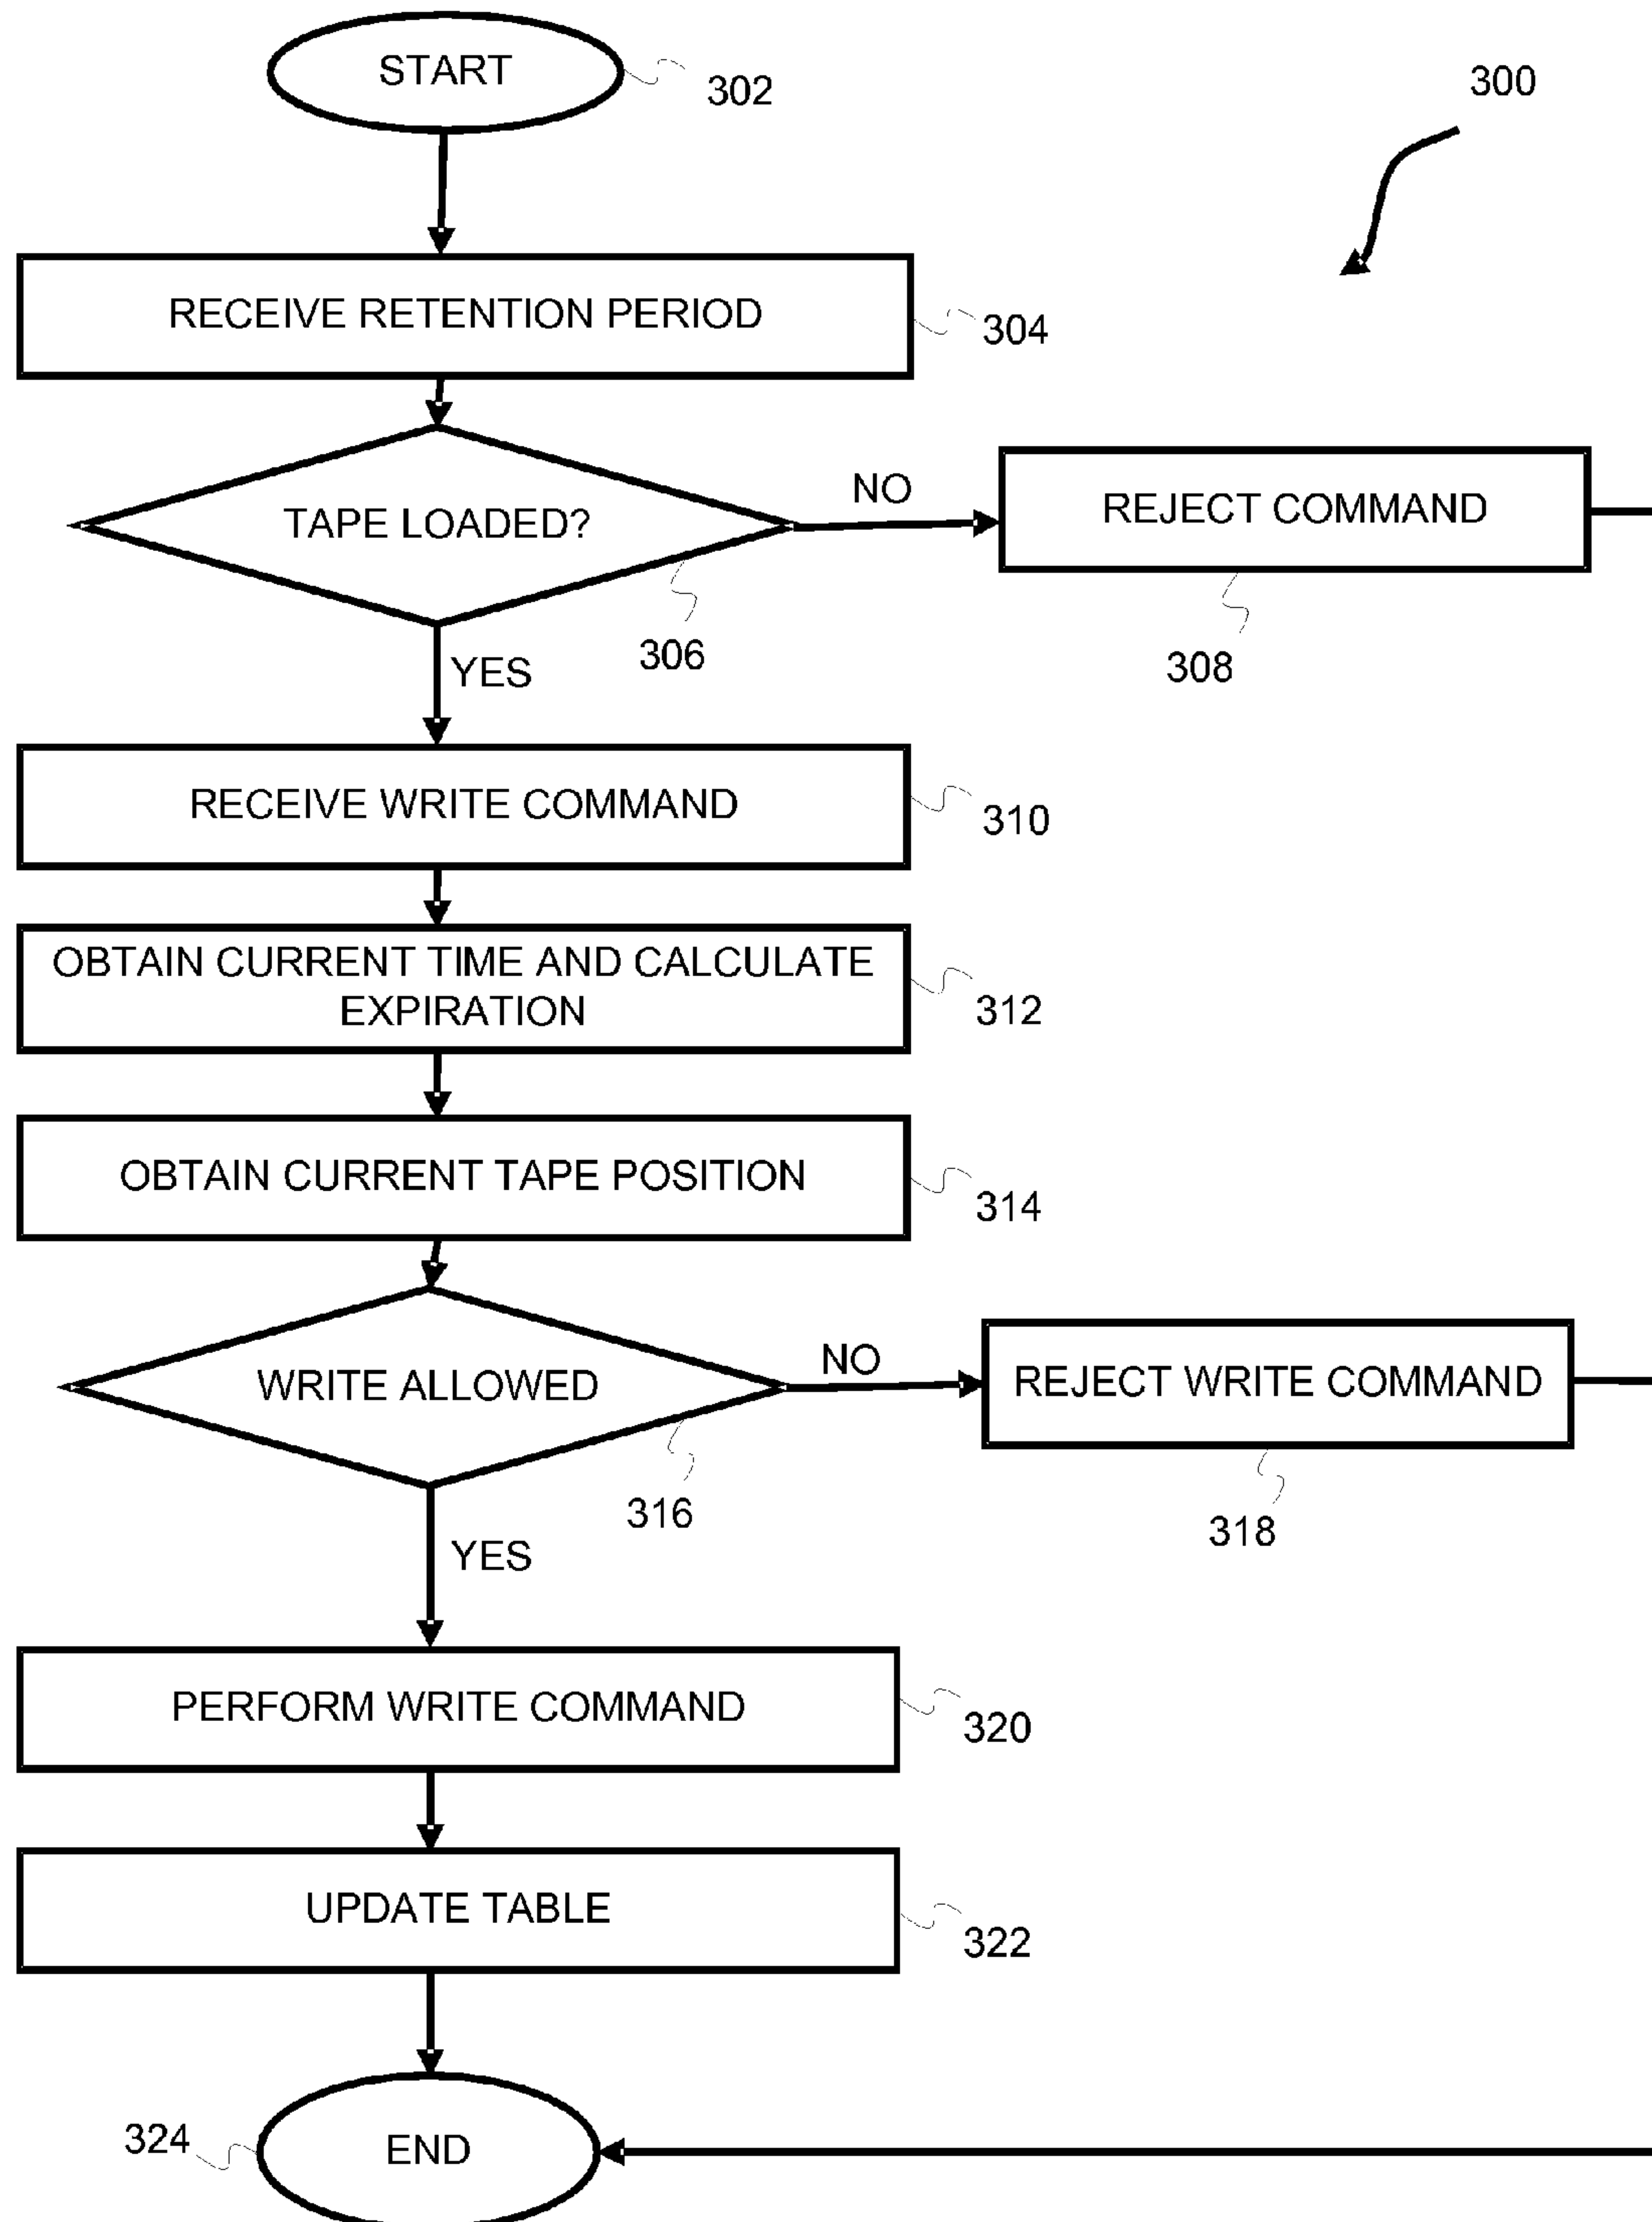 START
302
300
RECEIVE RETENTION PERIOD
304
TAPE LOADED?
NO
REJECT COMMAND
306
308
YES
RECEIVE WRITE COMMAND
310
OBTAIN CURRENT TIME AND CALCULATE
EXPIRATION
312
OBTAIN CURRENT TAPE POSITION
314
WRITE ALLOWED
NO
REJECT WRITE COMMAND
316
318
YES
PERFORM WRITE COMMAND
320
UPDATE TABLE
322
324
END